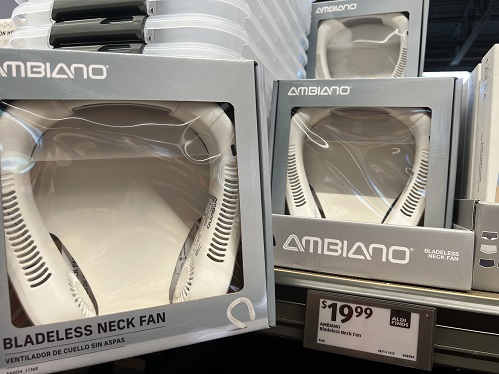 AMBIANO
BLADELESS NECK FAN
VENTILADOR DE CUELLO SIN ASPAS
AMBIANO
AMBIANO
AMBIANO®
BLADELESS
NECK FAN
$19.99
ALDI
FINDS
AMBIANO
Bladeless Neck Fan